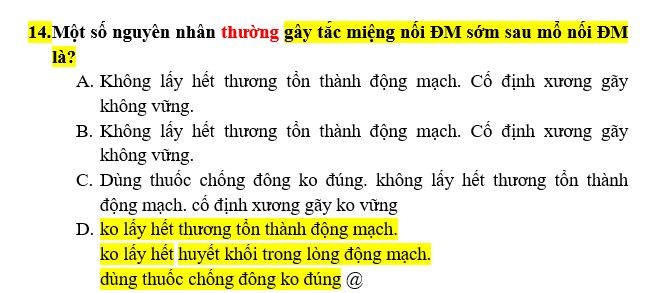 14.Một số nguyên nhân thường gây tắc miệng nối ĐM sớm sau mổ nối ĐM
là?
A. Không lấy hết thương tổn thành động mạch. Cố định xương gãy
không vững.
B. Không lấy hết thương tổn thành động mạch. Cố định xương gãy
không vững.
C. Dùng thuốc chống đông ko đúng. không lấy hết thương tổn thành
động mạch. cố định xương gãy ko vững
D. ko lấy hết thương tổn thành động mạch.
ko lấy hết huyết khối trong lòng động mạch.
dùng thuốc chống đông ko đúng @